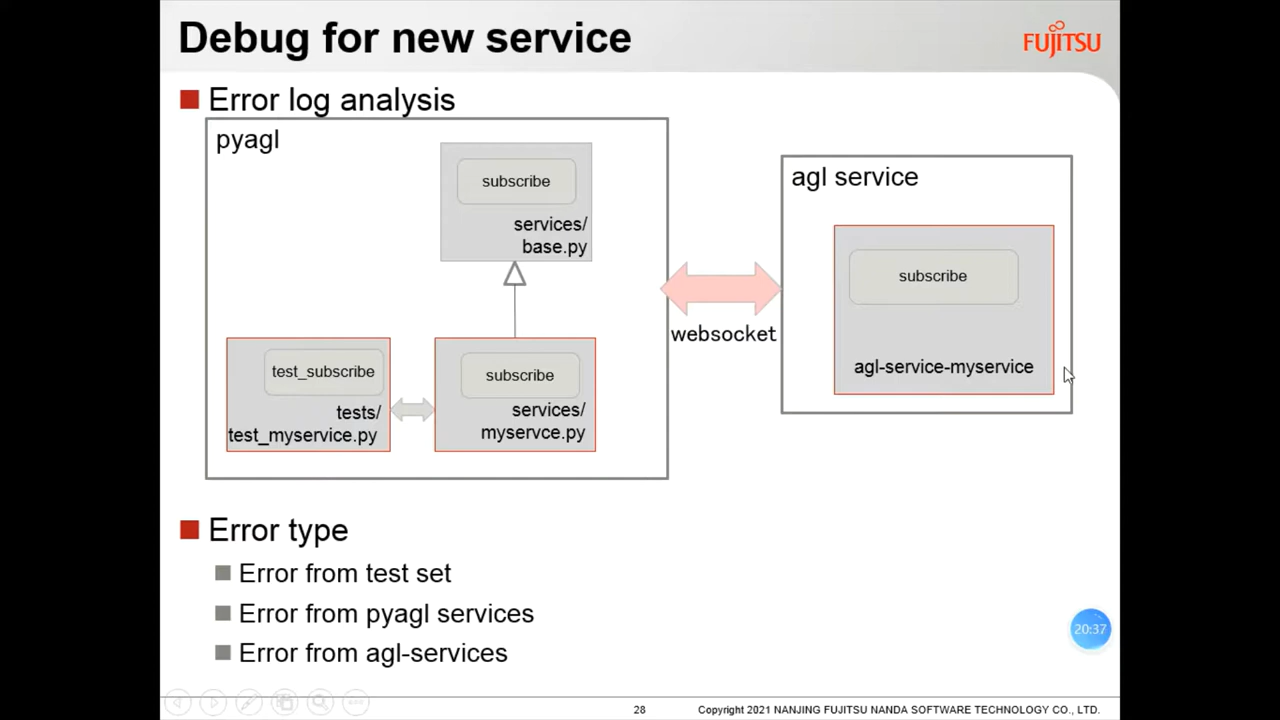 Debug for new service
FUJITSU
Error log analysis
pyagl
subscribe
services/
base.py
test_subscribe
tests/
test_myservice.py
subscribe
services/
myservce.py
websocket
agl service
subscribe
agl-service-myservice
Error type
Error from test set
Error from pyagl services
Error from agl-services
20:37
28
Copyright 2021 NANJING FUJITSU NANDA SOFTWARE TECHNOLOGY CO., LTD.